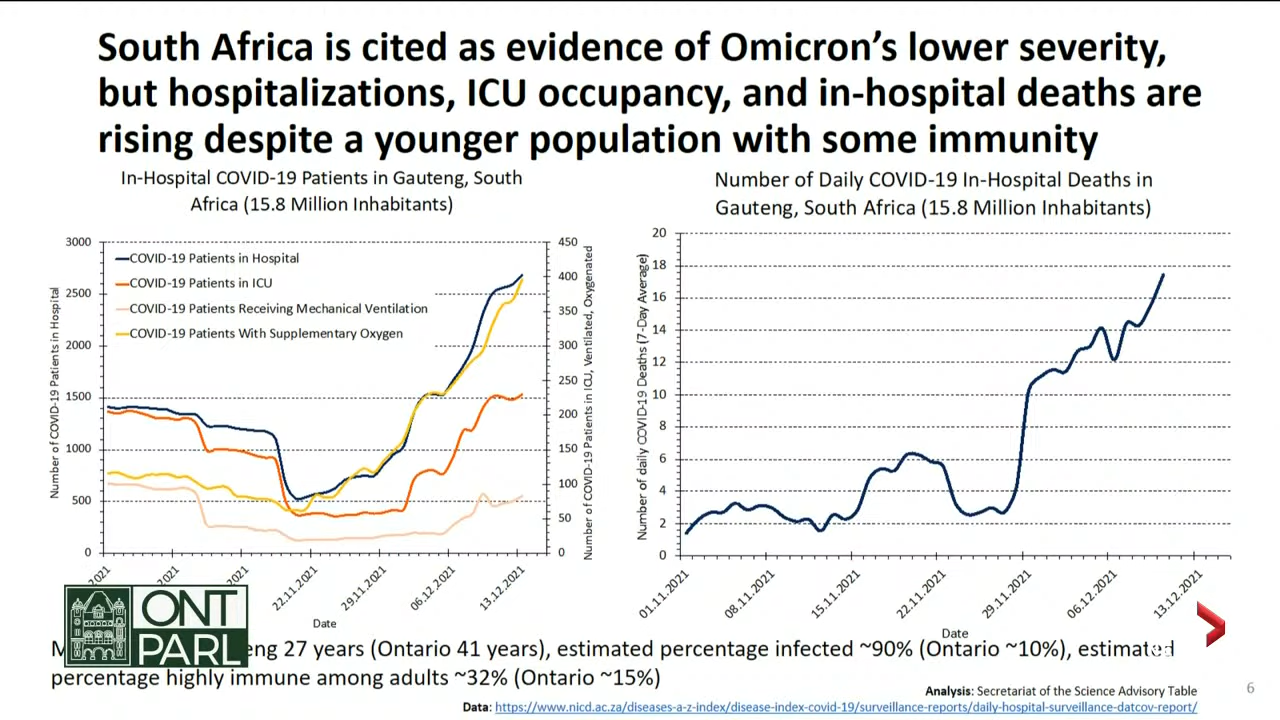 South Africa is cited as evidence of Omicron's lower severity,
but hospitalizations, ICU occupancy, and in-hospital deaths are
rising despite a younger population with some immunity
In-Hospital COVID-19 Patients in Gauteng, South
Africa (15.8 Million Inhabitants)
3000
2500
2000
1500
1000
500
0
Number of COVID-19 Patients in Hospital
COVID-19 Patients in Hospital
COVID-19 Patients in ICU
COVID-19 Patients Receiving Mechanical Ventilation
COVID-19 Patients With Supplementary Oxygen
450
400
350
300
250
200
150
100
50
0
Number of COVID-19 Patients in ICU, Ventilated, Oxygenated
22.11.2021
29.11.2021
06.12.2021
13.12.2021
Date
Number of Daily COVID-19 In-Hospital Deaths in
Gauteng, South Africa (15.8 Million Inhabitants)
20
18
16
14
12
10
8
6
4
2
0
Number of daily COVID-19 Deaths (7-Day Average)
01.11.2021
08.11.2021
15.11.2021
22.11.2021
29.11.2021
06.12.2021
13.12.2021
Date
ONT
PARL
27 years (Ontario 41 years), estimated percentage infected ~90% (Ontario ~10%), estimated
percentage highly immune among adults ~32% (Ontario ~15%)
Analysis: Secretariat of the Science Advisory Table
6
Data: https://www.nicd.ac.za/diseases-a-z-index/disease-index-covid-19/surveillance-reports/daily-hospital-surveillance-datcov-report/